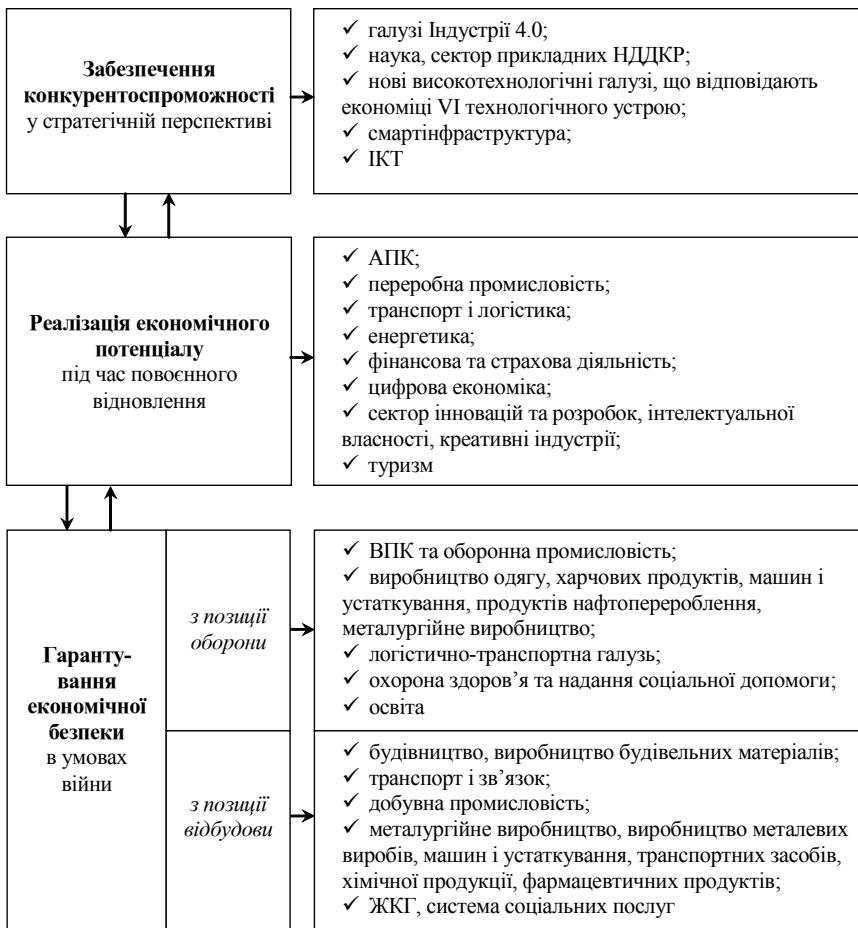 Забезпечення
конкурентоспроможності
у стратегічній перспективі
✓ галузі Індустрії 4.0;
✓ наука, сектор прикладних НДДКР;
✓ нові високотехнологічні галузі, що відповідають
економіці VI технологічного устрою;
✓ смартінфраструктура;
✓ ІКТ
Реалізація економічного
потенціалу
під час повоєнного
відновлення
✓ АПК;
✓ переробна промисловість;
✓ транспорт і логістика;
✓ енергетика;
✓ фінансова та страхова діяльність;
✓ цифрова економіка;
✓ сектор інновацій та розробок, інтелектуальної
власності, креативні індустрії;
✓ туризм
Гаранту-
вання
економічної
безпеки
в умовах
війни
з позиції
оборони
✓ ВПК та оборонна промисловість;
✓ виробництво одягу, харчових продуктів, машин і
устаткування, продуктів нафтоперероблення,
металургійне виробництво;
✓ логістично-транспортна галузь;
✓ охорона здоров’я та надання соціальної допомоги;
✓ освіта
з позиції
відбудови
✓ будівництво, виробництво будівельних матеріалів;
✓ транспорт і зв’язок;
✓ добувна промисловість;
✓ металургійне виробництво, виробництво металевих
виробів, машин і устаткування, транспортних засобів,
хімічної продукції, фармацевтичних продуктів;
✓ ЖКГ, система соціальних послуг